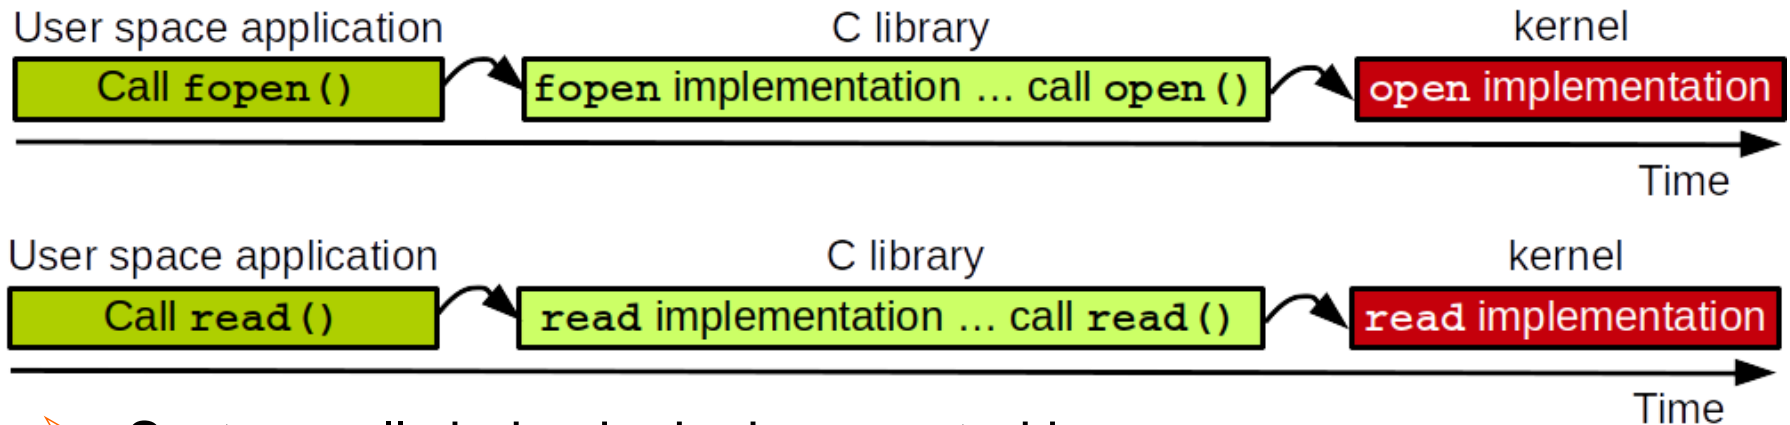 User space application C library kernel
Call fopen() fopen implementation ... call open() open implementation
Time
User space application C library kernel
Call read() read implementation ... call read() read implementation
Time